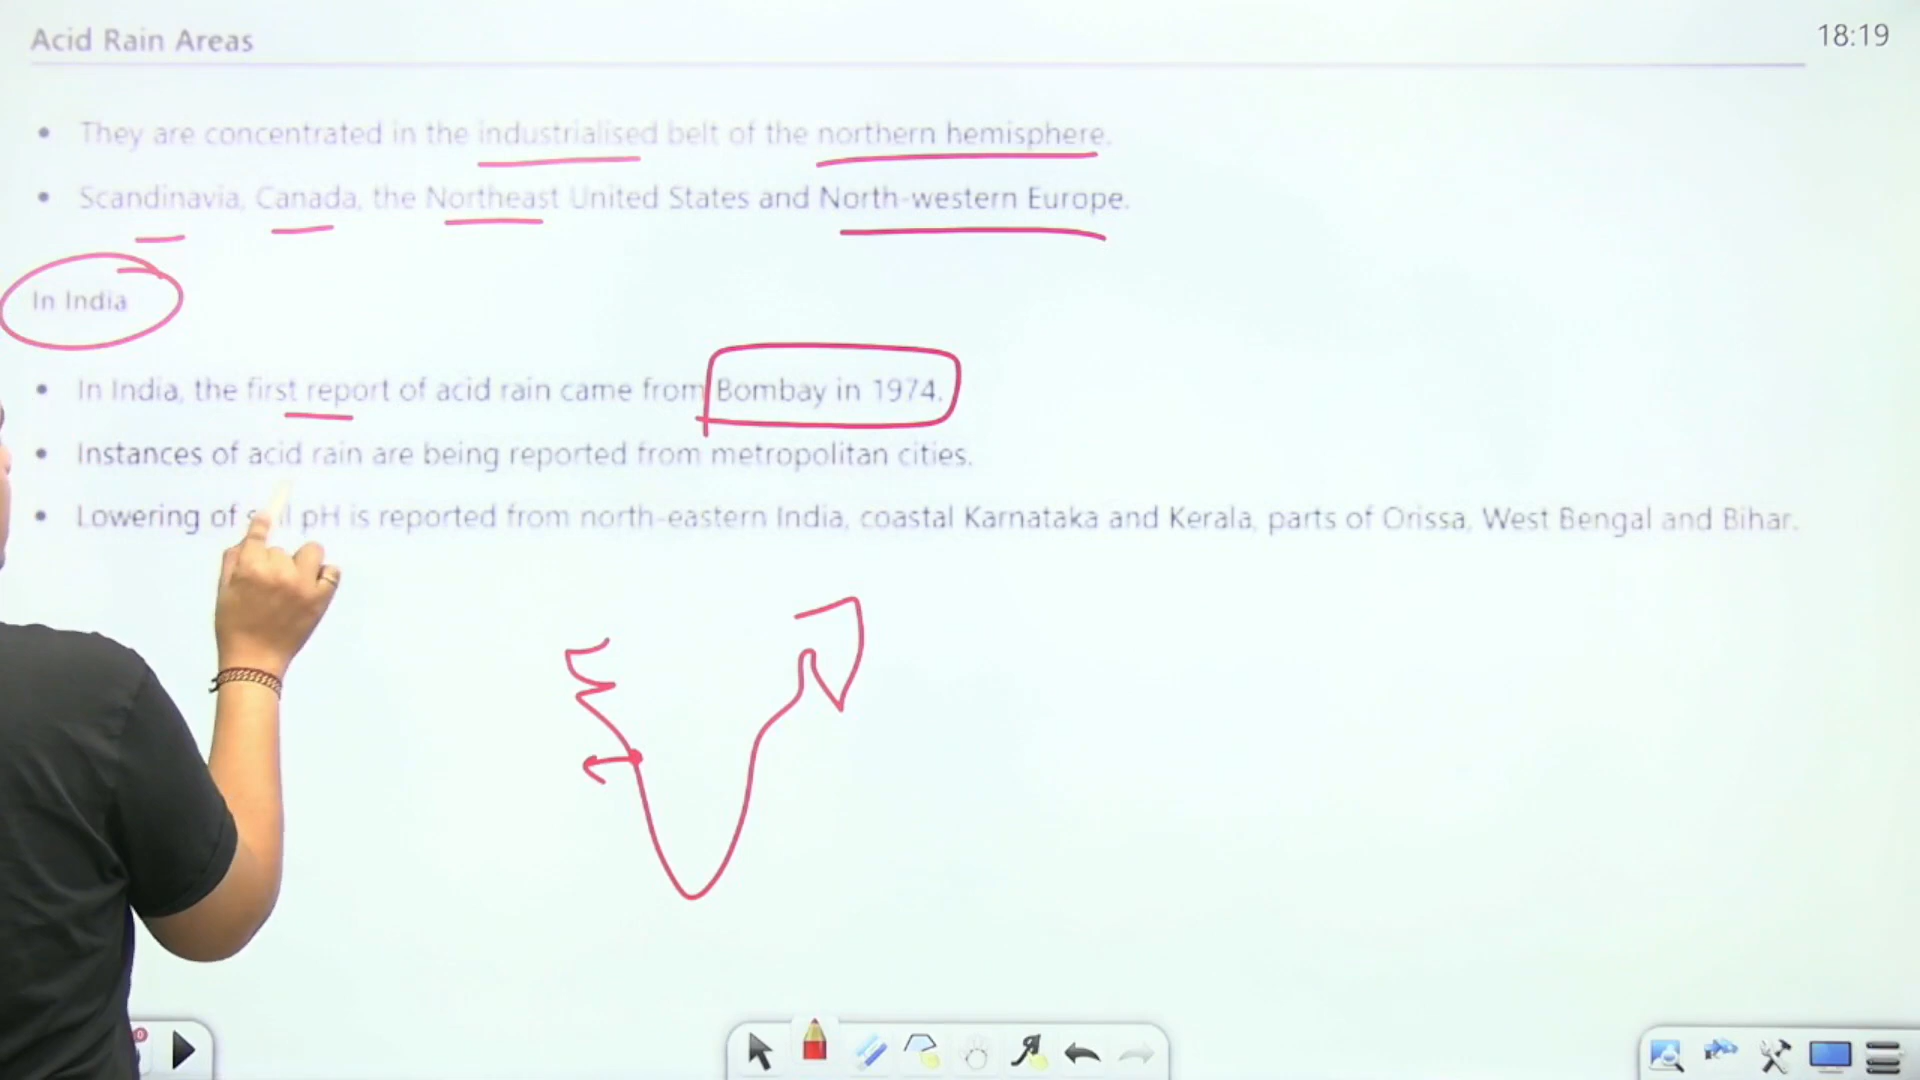 Acid Rain Areas
18:19
• They are concentrated in the industrialised belt of the northern hemisphere.
• Scandinavia, Canada, the Northeast United States and North-western Europe.
In India
• In India, the first report of acid rain came from Bombay in 1974.
• Instances of acid rain are being reported from metropolitan cities.
• Lowering of pH is reported from north-eastern India, coastal Karnataka and Kerala, parts of Orissa, West Bengal and Bihar.